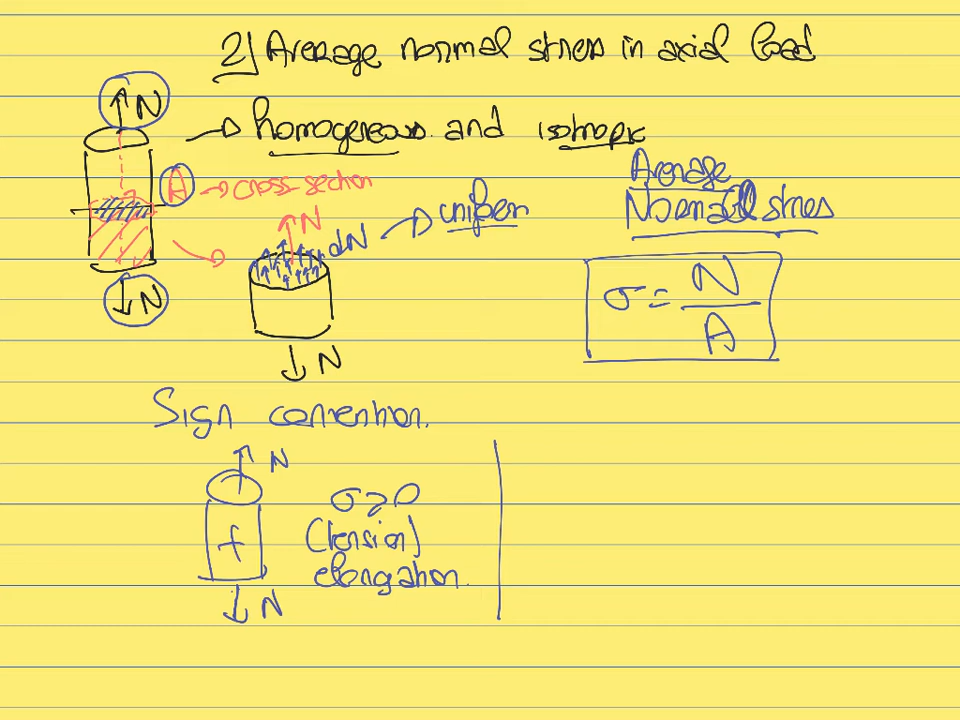 2) Average normal stress in axial load
N
→ homogeneous and isotropic
A → cross section
Average
Normal stress
N
dN → uniform
σ = N / A
N
N
Sign convention.
N
σ > 0
+
(tension)
elongation.
N